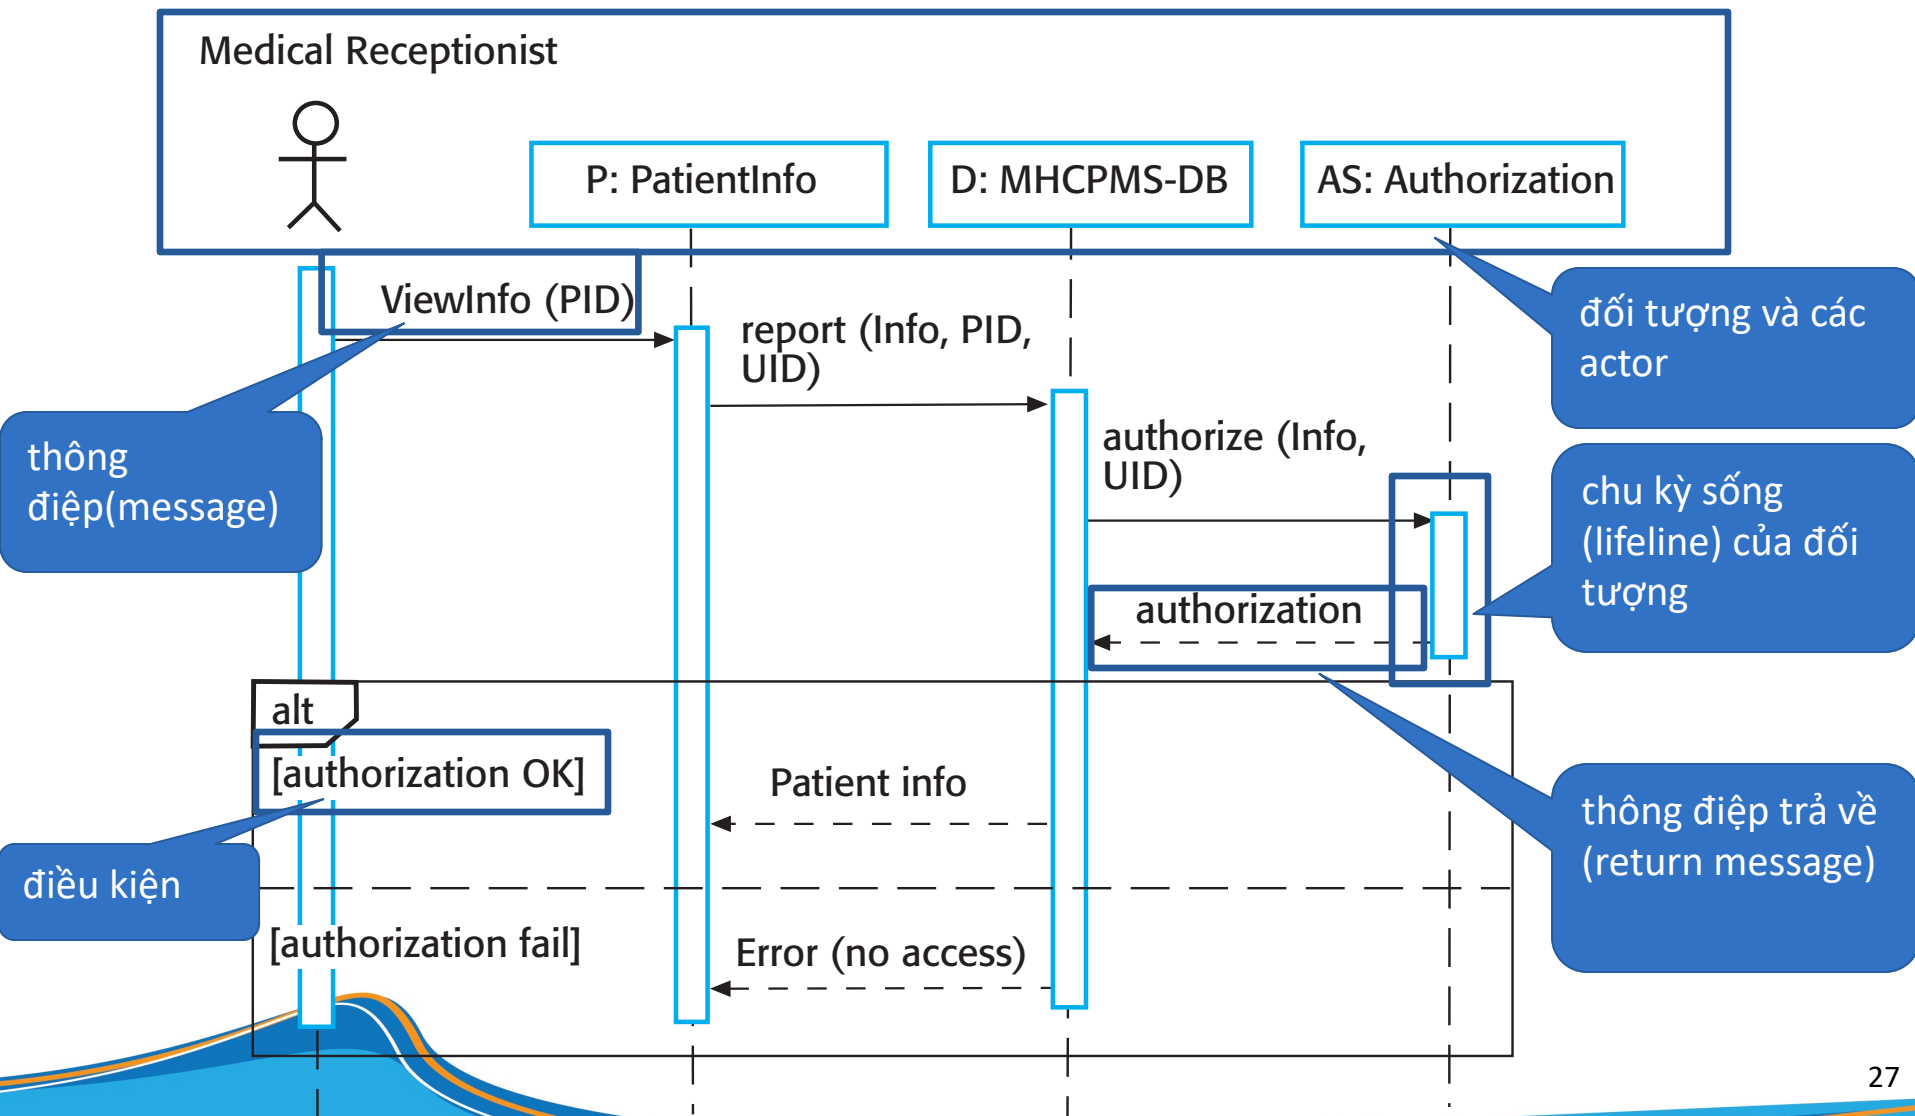 Medical Receptionist
P: PatientInfo
D: MHCPMS-DB
AS: Authorization
ViewInfo (PID)
report (Info, PID,
UID)
đối tượng và các
actor
authorize (Info,
UID)
thông
điệp(message)
chu kỳ sống
(lifeline) của đối
tượng
authorization
alt
[authorization OK]
Patient info
thông điệp trả về
(return message)
điều kiện
[authorization fail]
Error (no access)
27